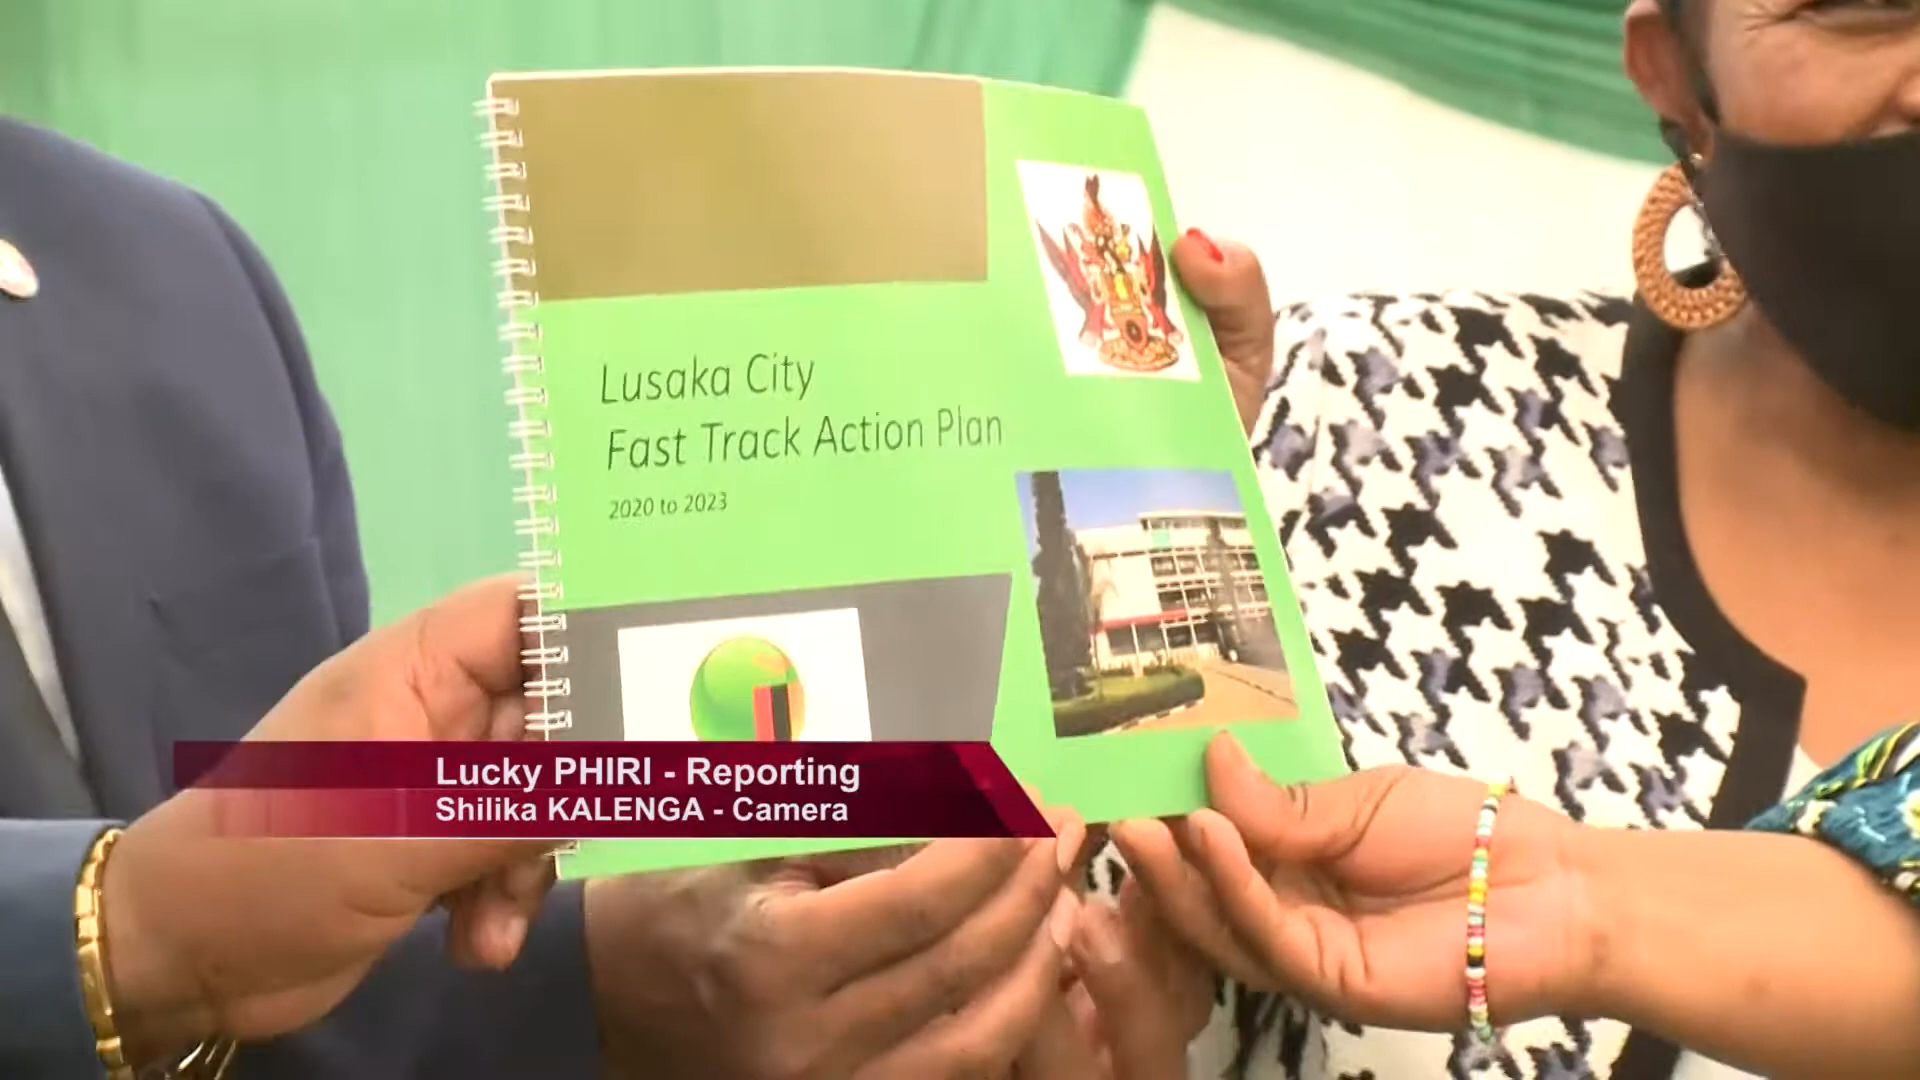 Lusaka City
Fast Track Action Plan
2020 to 2023
Lucky PHIRI - Reporting
Shilika KALENGA - Camera